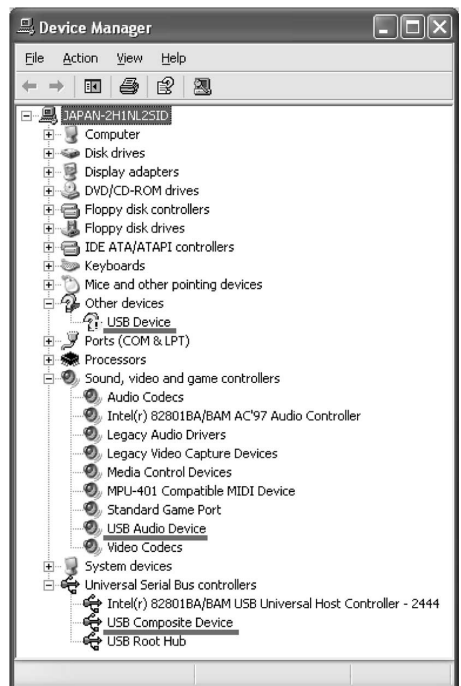 Device Manager
File Action View Help
JAPAN-2H1NL2SID
Computer
Disk drives
Display adapters
DVD/CD-ROM drives
Floppy disk controllers
Floppy disk drives
IDE ATA/ATAPI controllers
Keyboards
Mice and other pointing devices
Other devices
USB Device
Ports (COM & LPT)
Processors
Sound, video and game controllers
Audio Codecs
Intel(r) 82801BA/BAM AC'97 Audio Controller
Legacy Audio Drivers
Legacy Video Capture Devices
Media Control Devices
MPU-401 Compatible MIDI Device
Standard Game Port
USB Audio Device
Video Codecs
System devices
Universal Serial Bus controllers
Intel(r) 82801BA/BAM USB Universal Host Controller - 2444
USB Composite Device
USB Root Hub